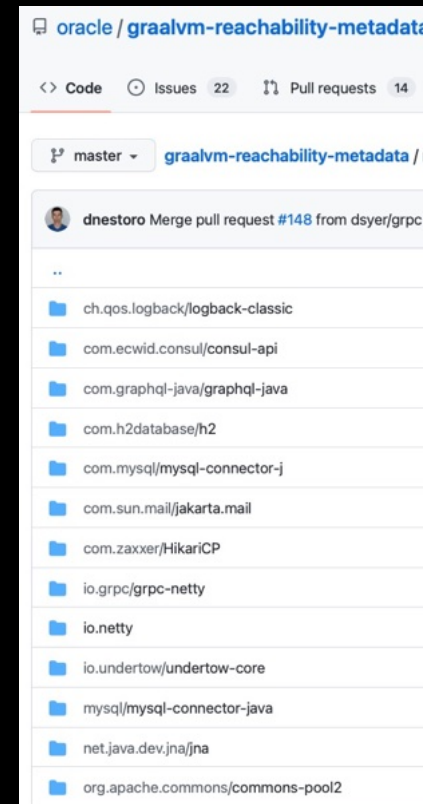 oracle / graalvm-reachability-metadata
<> Code Issues 22 Pull requests 14
master graalvm-reachability-metadata /
dnestoro Merge pull request #148 from dsyer/grpc
..
ch.qos.logback/logback-classic
com.ecwid.consul/consul-api
com.graphql-java/graphql-java
com.h2database/h2
com.mysql/mysql-connector-j
com.sun.mail/jakarta.mail
com.zaxxer/HikariCP
io.grpc/grpc-netty
io.netty
io.undertow/undertow-core
mysql/mysql-connector-java
net.java.dev.jna/jna
org.apache.commons/commons-pool2